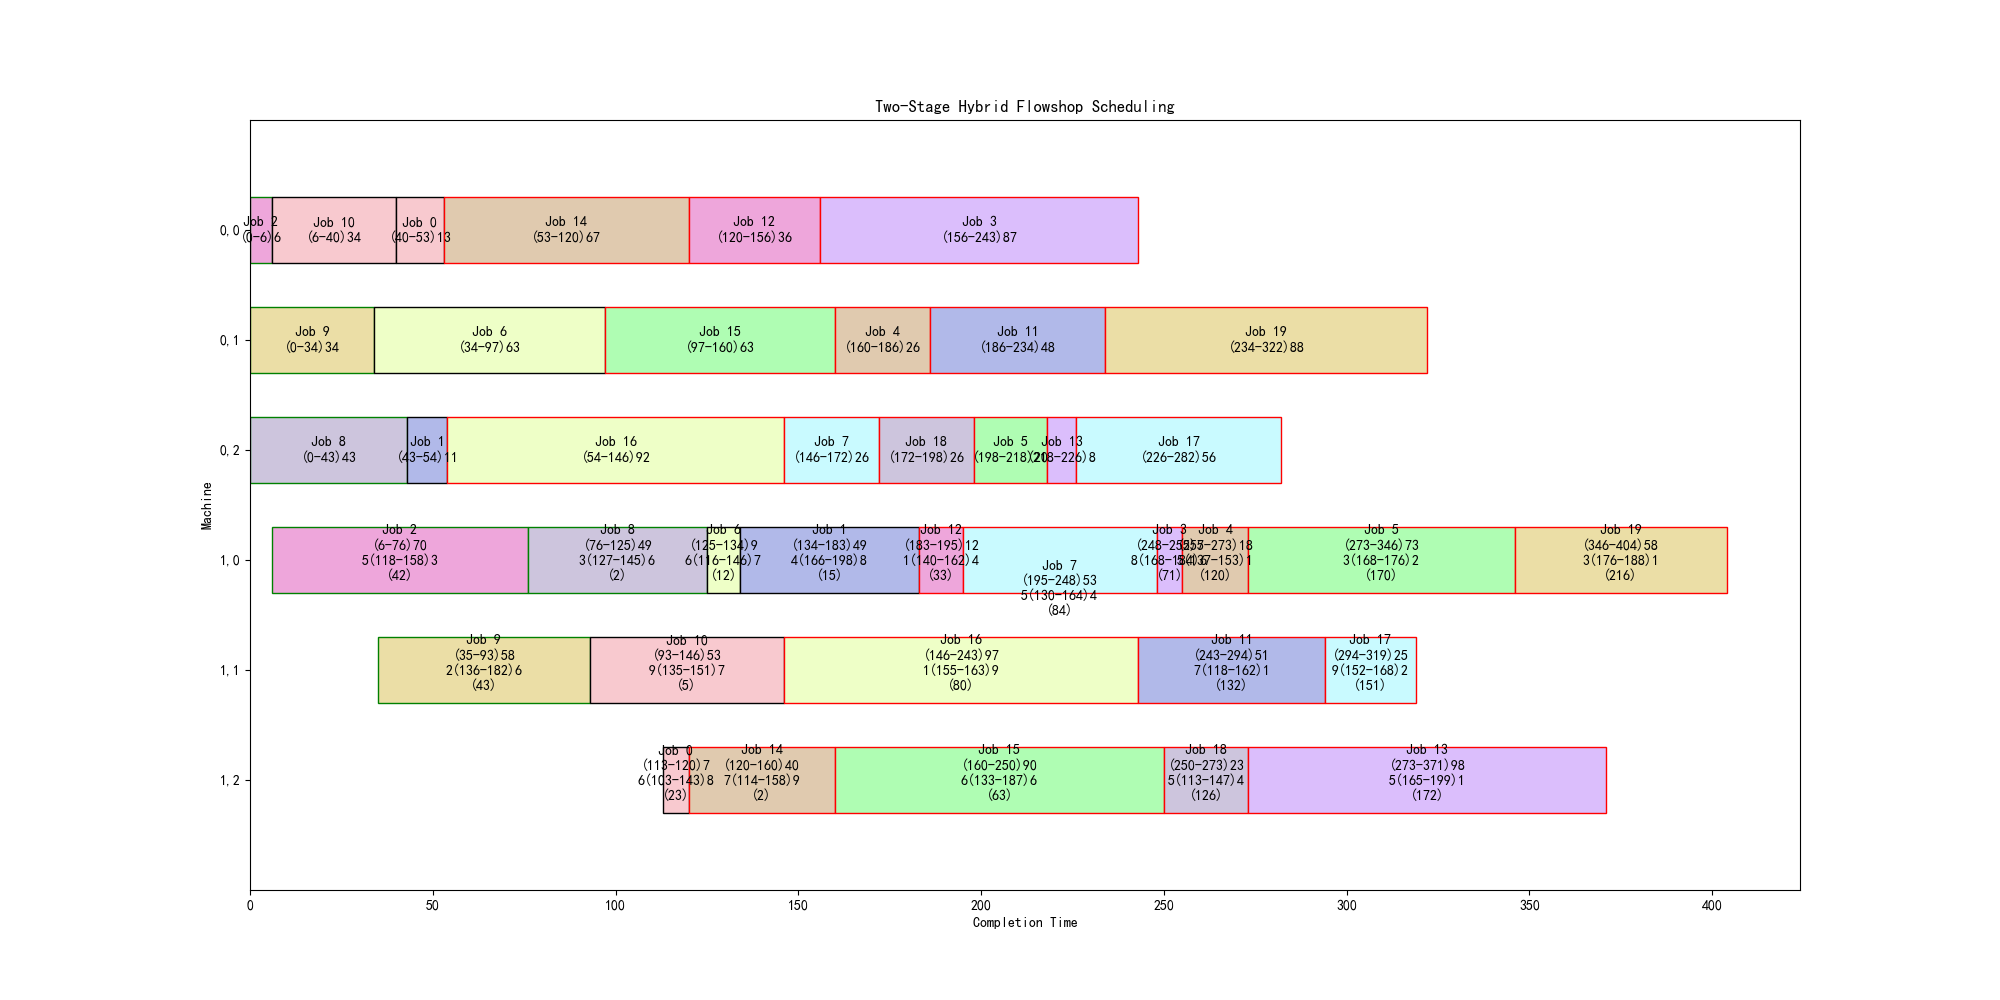 Two-Stage Hybrid Flowshop Scheduling
0,0
Job 2
(0-6)6
Job 10
(6-40)34
Job 0
(40-53)13
Job 14
(53-120)67
Job 12
(120-156)36
Job 3
(156-243)87
0,1
Job 9
(0-34)34
Job 6
(34-97)63
Job 15
(97-160)63
Job 4
(160-186)26
Job 11
(186-234)48
Job 19
(234-322)88
0,2
Job 8
(0-43)43
Job 1
(43-54)11
Job 16
(54-146)92
Job 7
(146-172)26
Job 18
(172-198)26
Job 5
(198-218)20
Job 13
(218-226)8
Job 17
(226-282)56
Machine
1,0
Job 2
(6-76)70
5(118-158)3
(42)
Job 8
(76-125)49
3(127-145)6
(2)
Job 6
(125-134)9
6(116-146)7
(12)
Job 1
(134-183)49
4(166-198)8
(15)
Job 12
(183-195)12
1(140-162)4
(33)
Job 7
(195-248)53
5(130-164)4
(84)
Job 3
(248-255)7
(71)
Job 4
(255-273)18
(120)
Job 5
(273-346)73
3(168-176)2
(170)
Job 19
(346-404)58
3(176-188)1
(216)
1,1
Job 9
(35-93)58
2(136-182)6
(43)
Job 10
(93-146)53
9(135-151)7
(5)
Job 16
(146-243)97
1(155-163)9
(80)
Job 11
(243-294)51
7(118-162)1
(132)
Job 17
(294-319)25
9(152-168)2
(151)
1,2
Job 0
(113-120)7
6(103-143)8
(23)
Job 14
(120-160)40
7(114-158)9
(2)
Job 15
(160-250)90
6(133-187)6
(63)
Job 18
(250-273)23
5(113-147)4
(126)
Job 13
(273-371)98
5(165-199)1
(172)
0
50
100
150
200
250
300
350
400
Completion Time